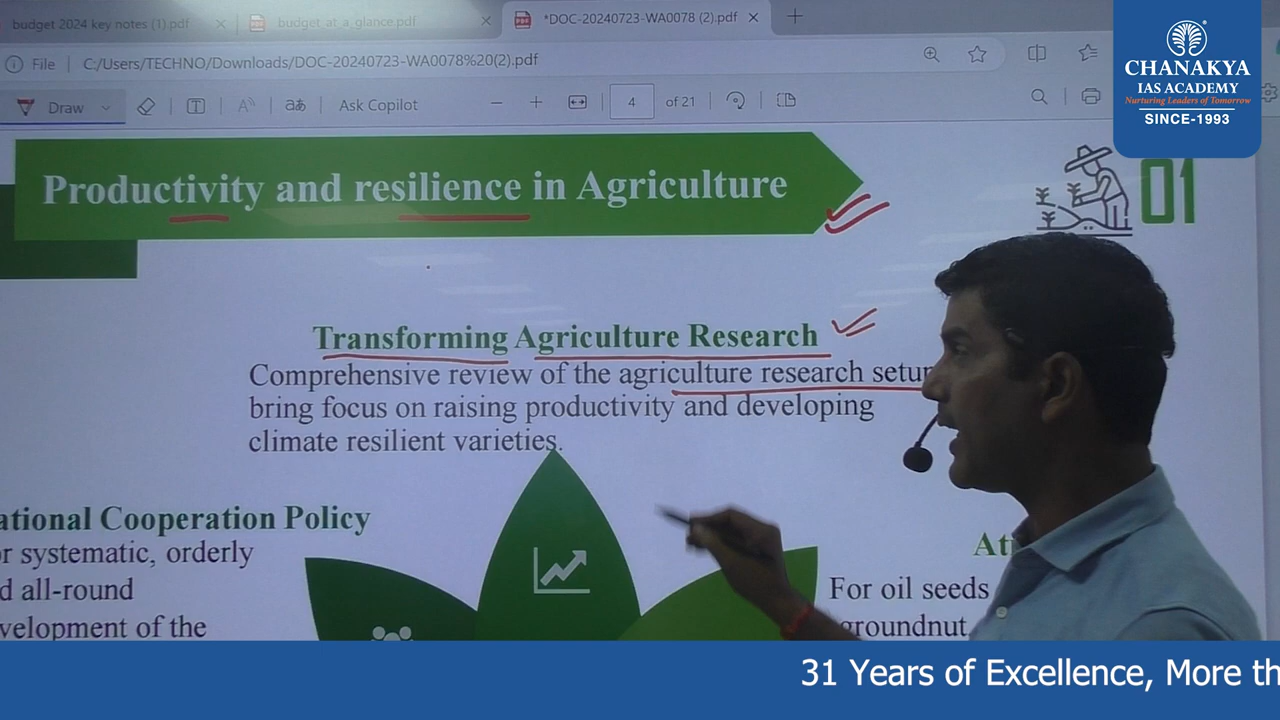 budget 2024 key notes (1).pdf
budget_at_a_glance.pdf
*DOC-20240723-WA0078 (2).pdf
File | C:/Users/TECHNO/Downloads/DOC-20240723-WA0078%20(2).pdf
Draw
aあ
Ask Copilot
4 of 21
CHANAKYA
IAS ACADEMY
Nurturing Leaders of Tomorrow
SINCE-1993
Productivity and resilience in Agriculture
01
Transforming Agriculture Research
Comprehensive review of the agriculture research setup
bring focus on raising productivity and developing
climate resilient varieties.
ational Cooperation Policy
or systematic, orderly
d all-round
velopment of the
At
For oil seeds
groundnut
31 Years of Excellence, More th